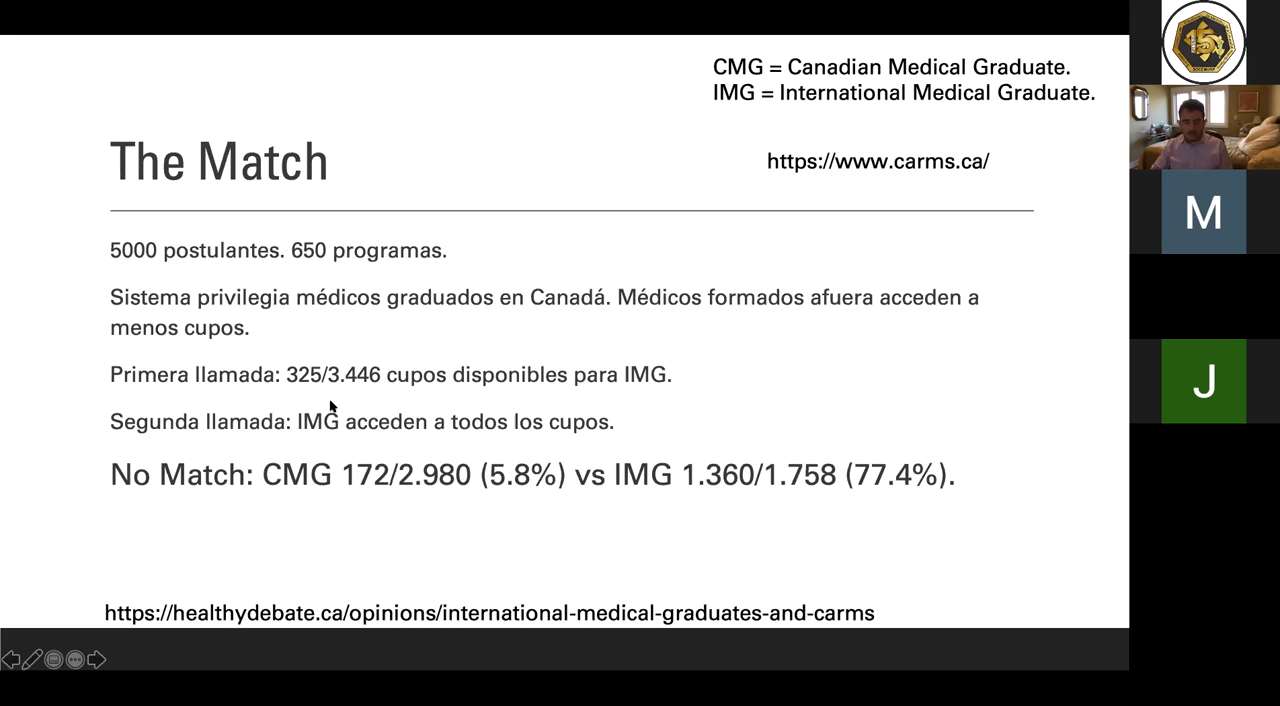 CMG = Canadian Medical Graduate.
IMG = International Medical Graduate.
The Match
https://www.carms.ca/
5000 postulantes. 650 programas.
Sistema privilegia médicos graduados en Canadá. Médicos formados afuera acceden a
menos cupos.
Primera llamada: 325/3.446 cupos disponibles para IMG.
Segunda llamada: IMG acceden a todos los cupos.
No Match: CMG 172/2.980 (5.8%) vs IMG 1.360/1.758 (77.4%).
https://healthydebate.ca/opinions/international-medical-graduates-and-carms
M
J